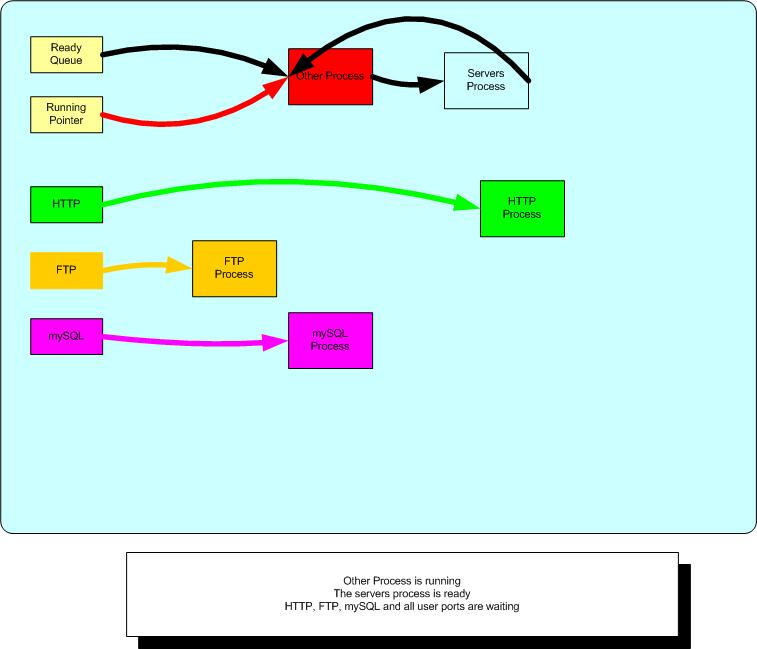 Ready
Queue
Other Process
Servers
Process
Running
Pointer
HTTP
HTTP
Process
FTP
FTP
Process
mySQL
mySQL
Process
Other Process is running
The servers process is ready
HTTP, FTP, mySQL and all user ports are waiting